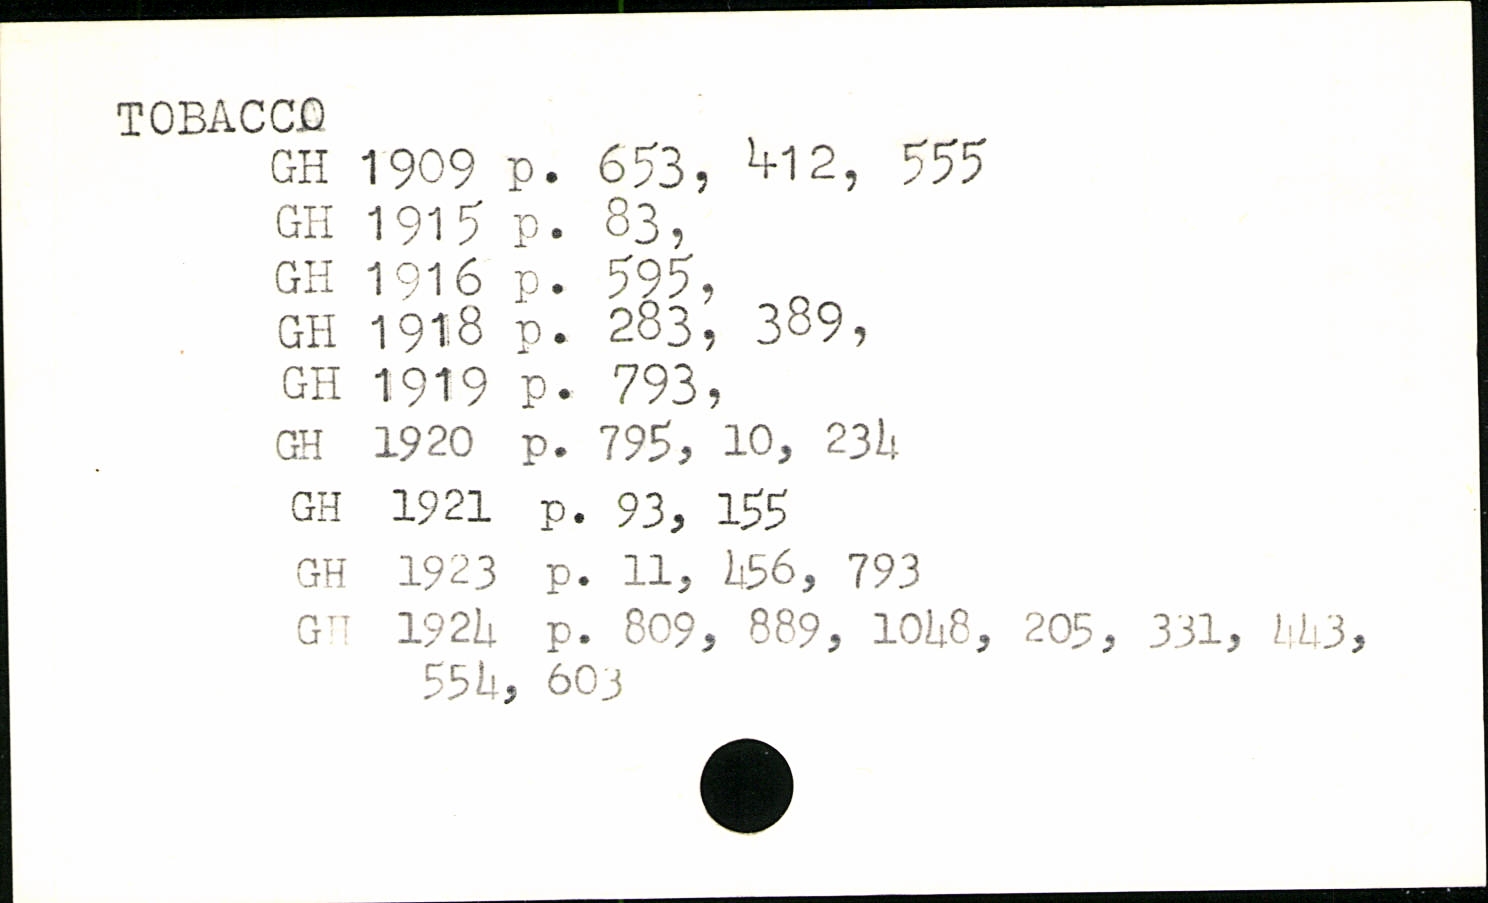 TOBACCO
GH 1909 p. 653, 412, 555
GH 1915 p. 83,
GH 1916 p. 595,
GH 1918 p. 283, 389,
GH 1919 p. 793,
GH 1920 p. 795, 10, 234
GH 1921 p. 93, 155
GH 1923 p. 11, 456, 793
GH 1924 p. 809, 889, 1048, 205, 331, 443,
554, 603